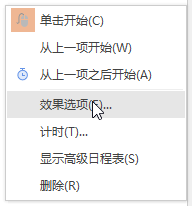 单击开始(C)
从上一项开始(W)
从上一项之后开始(A)
效果选项(...
计时(T)...
显示高级日程表(S)
删除(R)